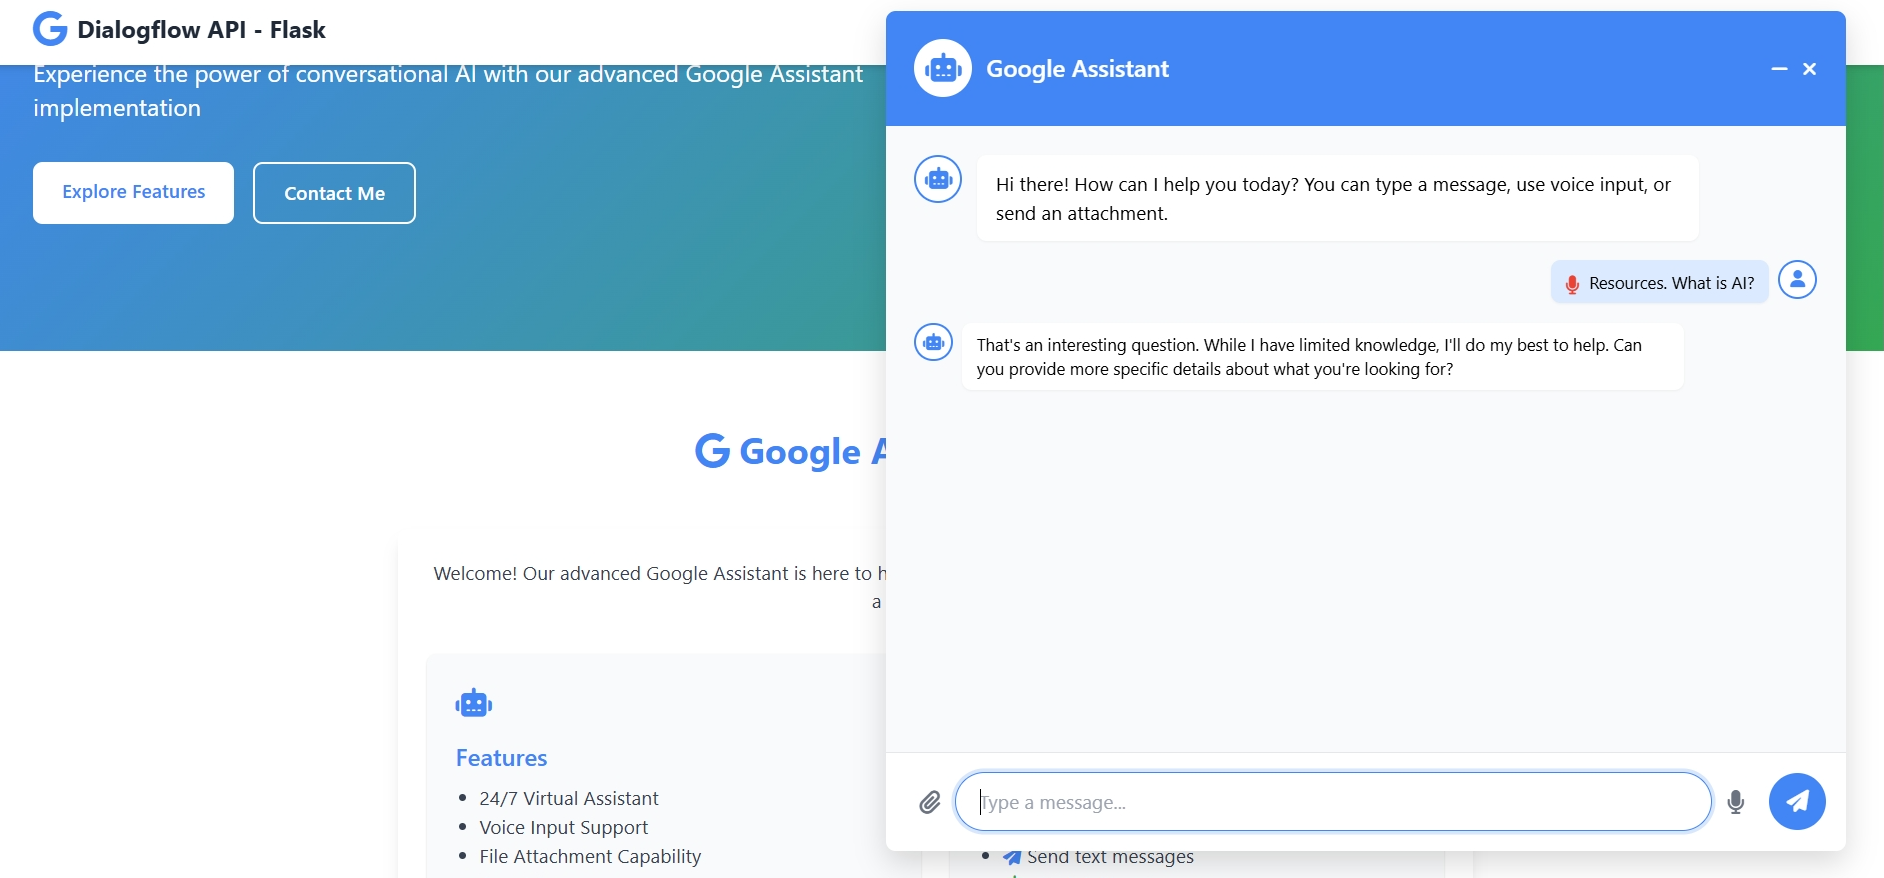 Dialogflow API - Flask
Experience the power of conversational AI with our advanced Google Assistant
implementation
Explore Features
Contact Me
Google A
Welcome! Our advanced Google Assistant is here to h
a
Features
24/7 Virtual Assistant
Voice Input Support
File Attachment Capability
Send text messages
Google Assistant
Hi there! How can I help you today? You can type a message, use voice input, or
send an attachment.
Resources. What is AI?
That's an interesting question. While I have limited knowledge, I'll do my best to help. Can
you provide more specific details about what you're looking for?
Type a message...